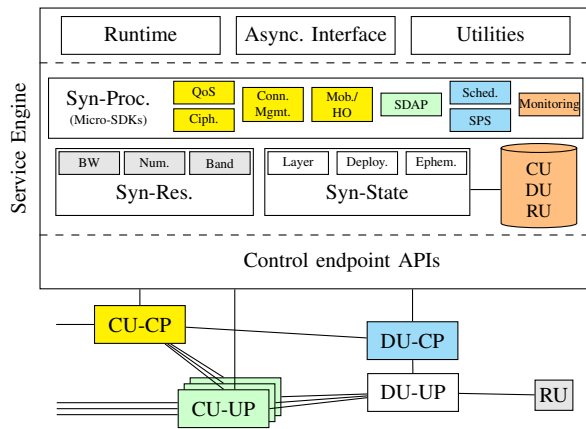 Runtime
Async. Interface
Utilities
Service Engine
Syn-Proc.
(Micro-SDKs)
QoS
Ciph.
Conn.
Mgmt.
Mob./
HO
SDAP
Sched.
SPS
Monitoring
BW
Num.
Band
Syn-Res.
Layer
Deploy.
Ephem.
Syn-State
CU
DU
RU
Control endpoint APIs
CU-CP
DU-CP
CU-UP
DU-UP
RU